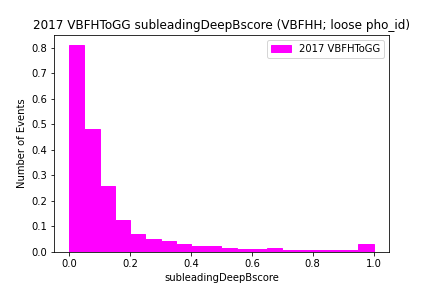 2017 VBFHToGG subleadingDeepBscore (VBFHH; loose pho_id)
2017 VBFHToGG
Number of Events
0.8
0.7
0.6
0.5
0.4
0.3
0.2
0.1
0.0
0.0 0.2 0.4 0.6 0.8 1.0
subleadingDeepBscore